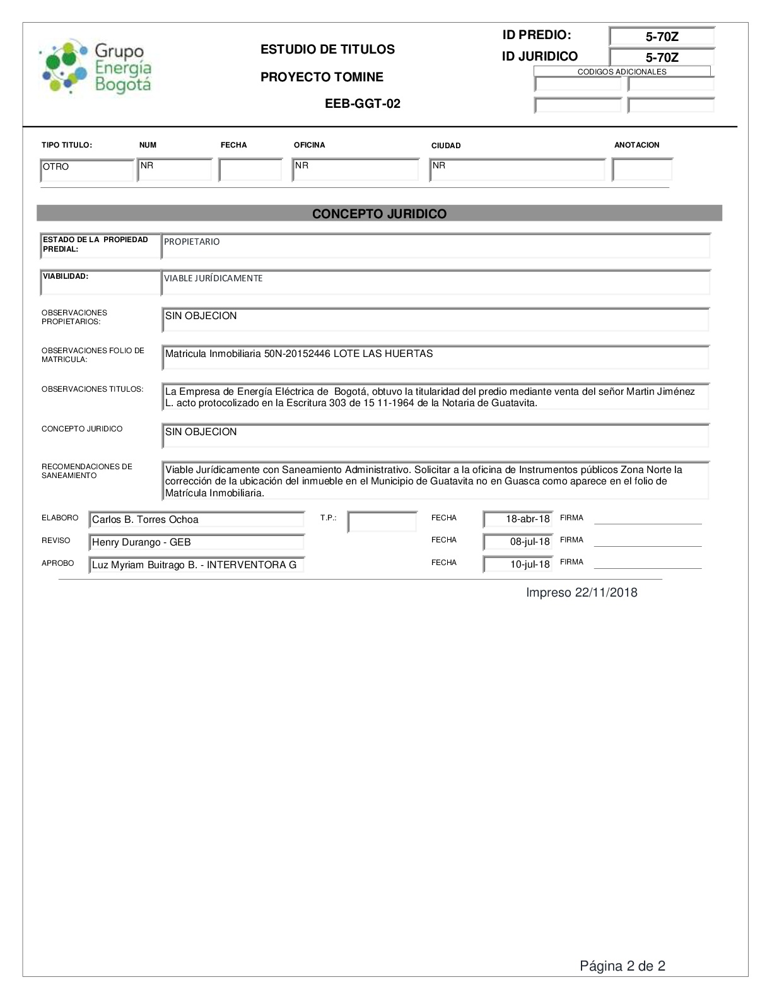 Grupo
Energía
Bogotá
ESTUDIO DE TITULOS
PROYECTO TOMINE
EEB-GGT-02
ID PREDIO: 5-70Z
ID JURIDICO 5-70Z
CODIGOS ADICIONALES
TIPO TITULO: NUM FECHA OFICINA CIUDAD ANOTACION
OTRO NR NR NR
CONCEPTO JURIDICO
ESTADO DE LA PROPIEDAD
PREDIAL:
PROPIETARIO
VIABILIDAD:
VIABLE JURÍDICAMENTE
OBSERVACIONES
PROPIETARIOS:
SIN OBJECION
OBSERVACIONES FOLIO DE
MATRICULA:
Matricula Inmobiliaria 50N-20152446 LOTE LAS HUERTAS
OBSERVACIONES TITULOS:
La Empresa de Energía Eléctrica de Bogotá, obtuvo la titularidad del predio mediante venta del señor Martin Jiménez
L. acto protocolizado en la Escritura 303 de 15 11-1964 de la Notaria de Guatavita.
CONCEPTO JURIDICO
SIN OBJECION
RECOMENDACIONES DE
SANEAMIENTO
Viable Jurídicamente con Saneamiento Administrativo. Solicitar a la oficina de Instrumentos públicos Zona Norte la
corrección de la ubicación del inmueble en el Municipio de Guatavita no en Guasca como aparece en el folio de
Matrícula Inmobiliaria.
ELABORO Carlos B. Torres Ochoa T.P.: FECHA 18-abr-18 FIRMA
REVISO Henry Durango - GEB FECHA 08-jul-18 FIRMA
APROBO Luz Myriam Buitrago B. - INTERVENTORA G FECHA 10-jul-18 FIRMA
Impreso 22/11/2018
Página 2 de 2